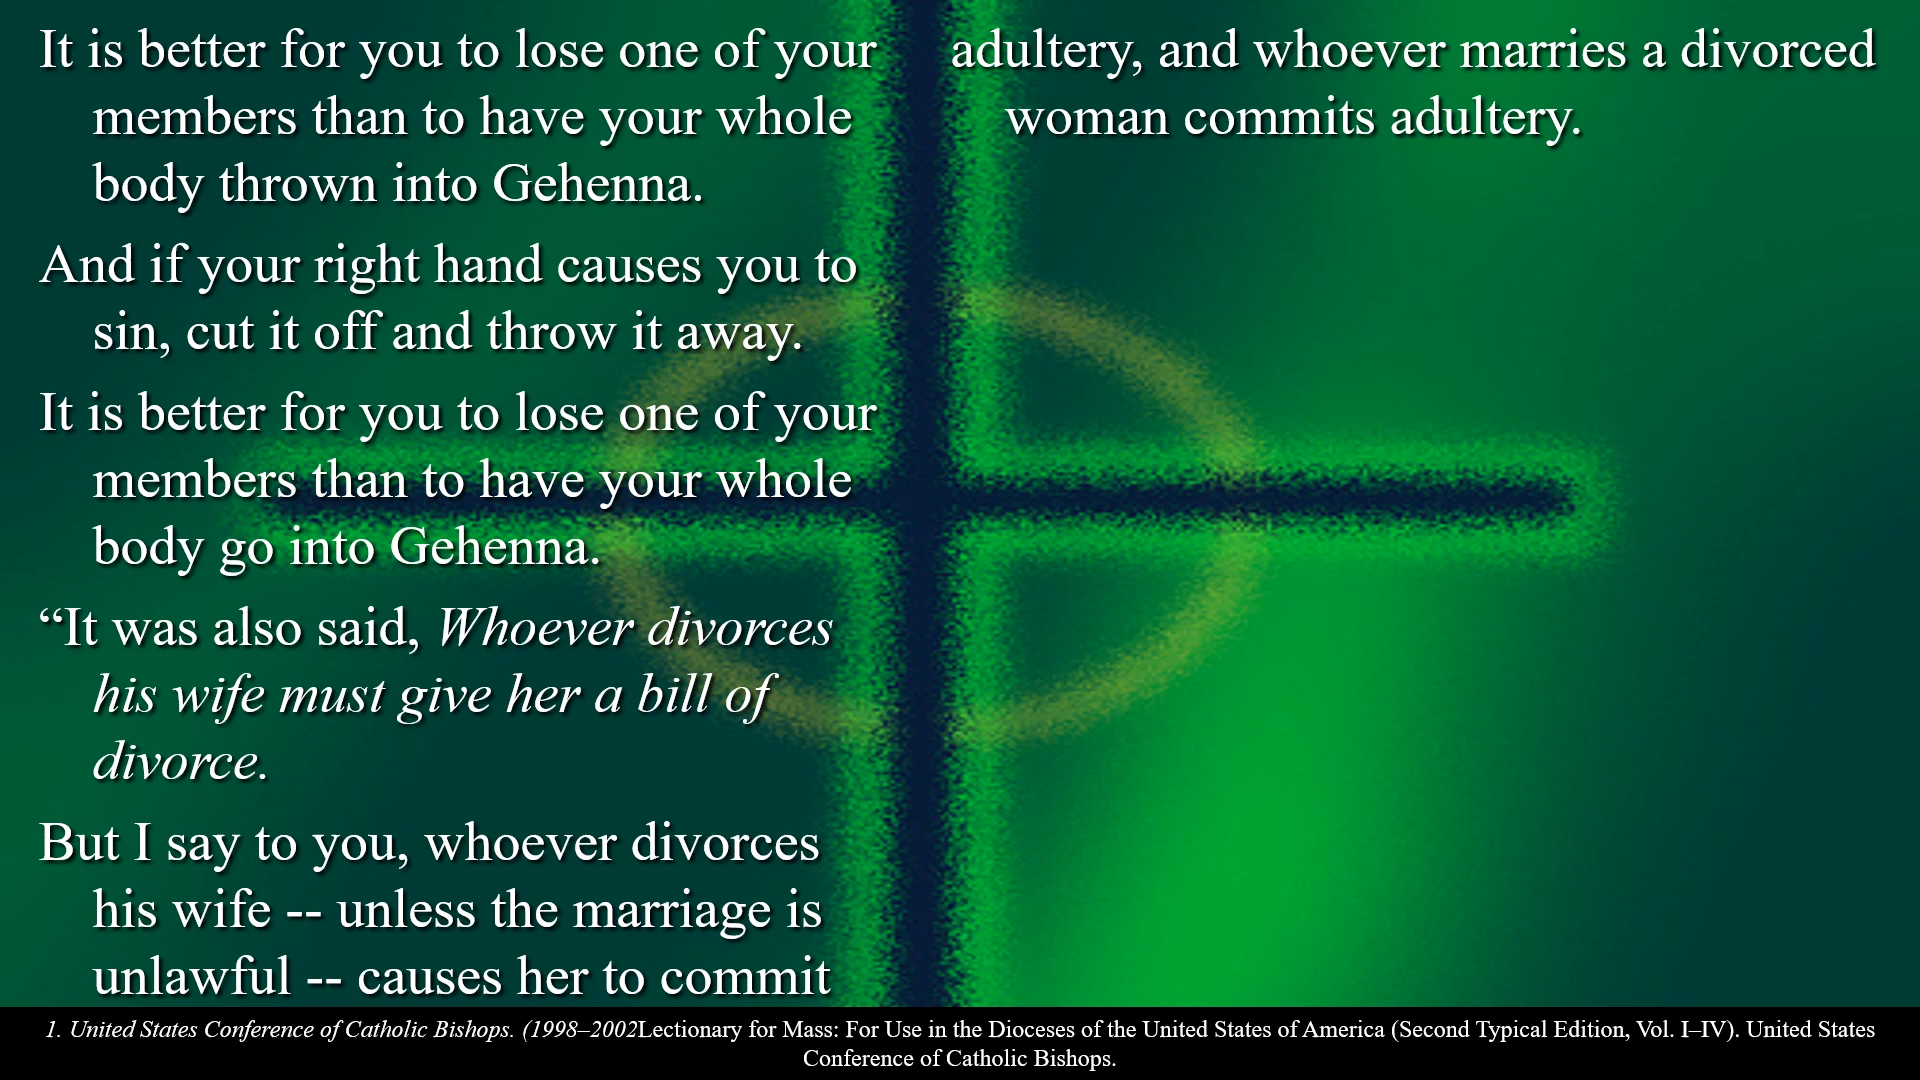 It is better for you to lose one of your
members than to have your whole
body thrown into Gehenna.
And if your right hand causes you to
sin, cut it off and throw it away.
It is better for you to lose one of your
members than to have your whole
body go into Gehenna.
“It was also said, Whoever divorces
his wife must give her a bill of
divorce.
But I say to you, whoever divorces
his wife -- unless the marriage is
unlawful -- causes her to commit
adultery, and whoever marries a divorced
woman commits adultery.
1. United States Conference of Catholic Bishops. (1998–2002Lectionary for Mass: For Use in the Dioceses of the United States of America (Second Typical Edition, Vol. I–IV). United States
Conference of Catholic Bishops.